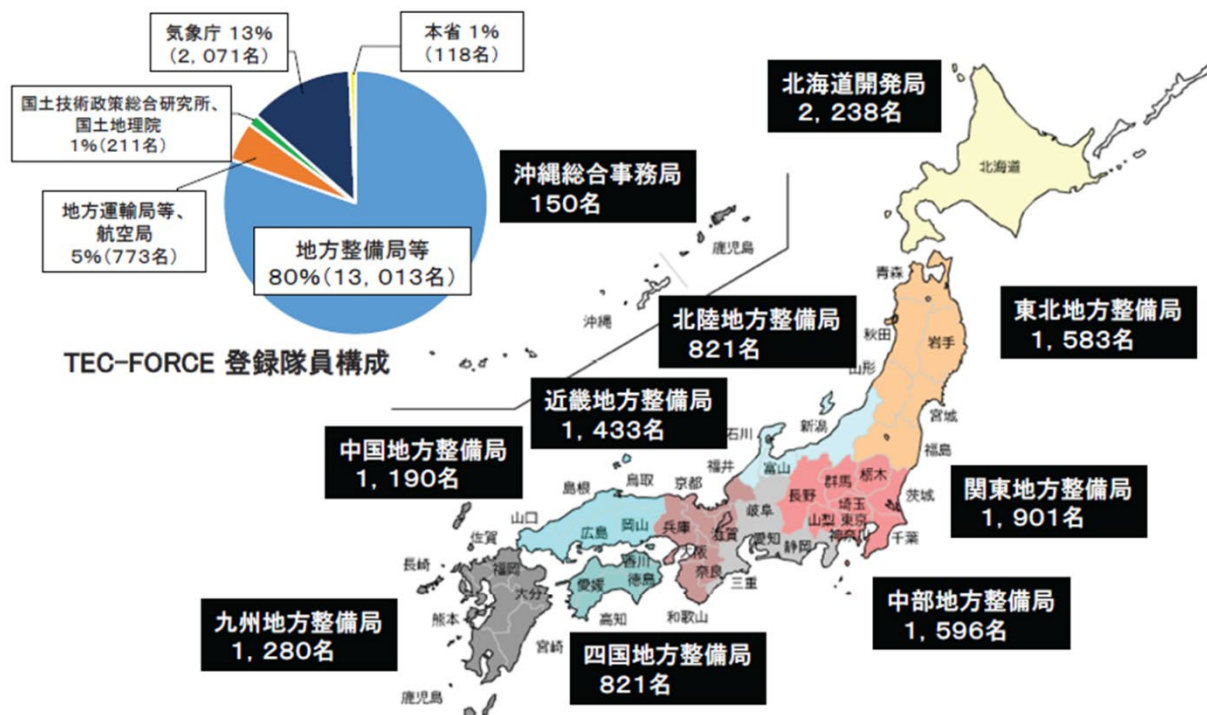 気象庁 13%
(2, 071名)
本省 1%
(118名)
国土技術政策総合研究所、
国土地理院
1%(211名)
地方運輸局等、
航空局
5%(773名)
地方整備局等
80%(13, 013名)
TEC-FORCE 登録隊員構成
北海道開発局
2, 238名
沖縄総合事務局
150名
北陸地方整備局
821名
東北地方整備局
1, 583名
近畿地方整備局
1, 433名
中国地方整備局
1, 190名
関東地方整備局
1, 901名
中部地方整備局
1, 596名
九州地方整備局
1, 280名
四国地方整備局
821名
北海道
鹿児島
沖縄
青森
秋田
岩手
山形
宮城
新潟
福島
石川
富山
福井
群馬
栃木
長野
茨城
埼玉
山梨
東京
神奈川
千葉
岐阜
愛知
静岡
三重
滋賀
京都
兵庫
大阪
奈良
和歌山
鳥取
島根
岡山
広島
山口
香川
愛媛
徳島
高知
佐賀
長崎
福岡
大分
熊本
宮崎
鹿児島